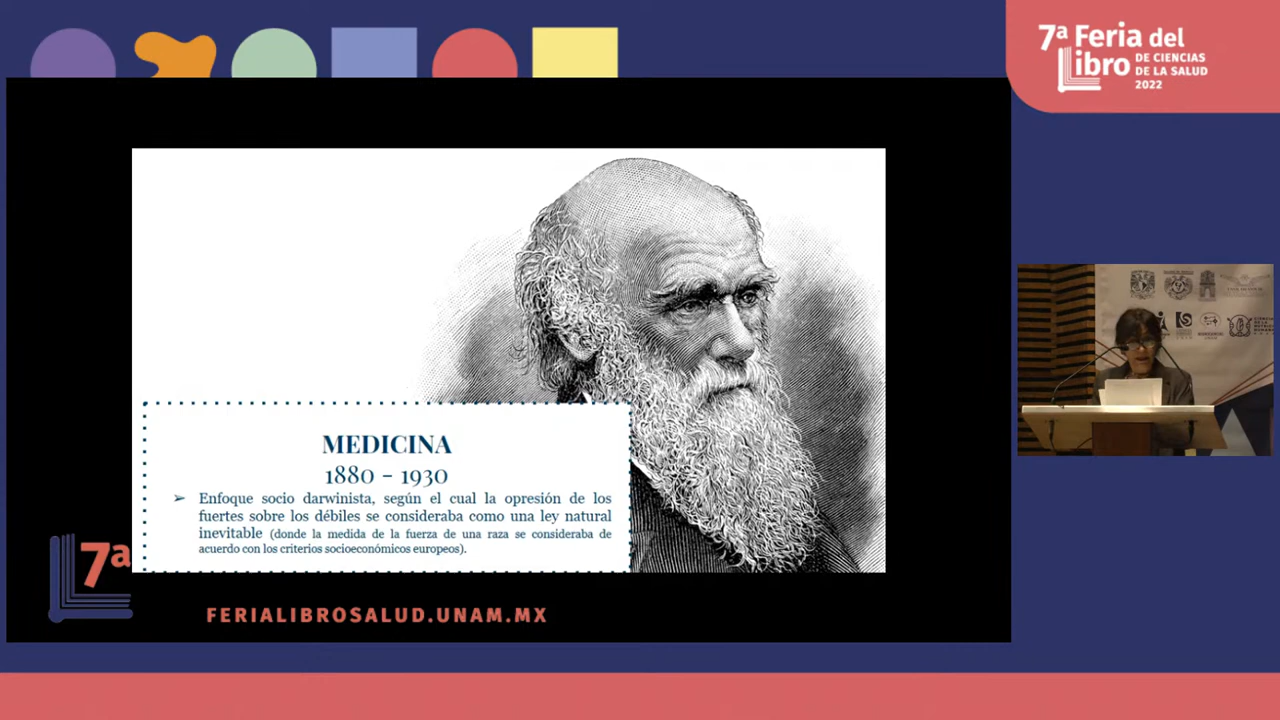 7ª Feria del
Libro DE CIENCIAS
DE LA SALUD
2022
MEDICINA
1880 – 1930
➢ Enfoque socio darwinista, según el cual la opresión de los
fuertes sobre los débiles se consideraba como una ley natural
inevitable (donde la medida de la fuerza de una raza se consideraba de
acuerdo con los criterios socioeconómicos europeos).
7ª
FERIALIBROSALUD.UNAM.MX